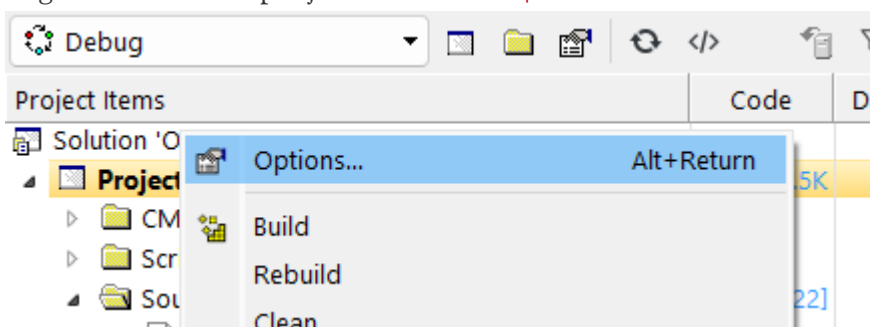 Debug
Project Items Code D
Solution 'O
Options... Alt+Return
Project .5K
CM
Build
Scr
Rebuild
Sou 22]
Clean